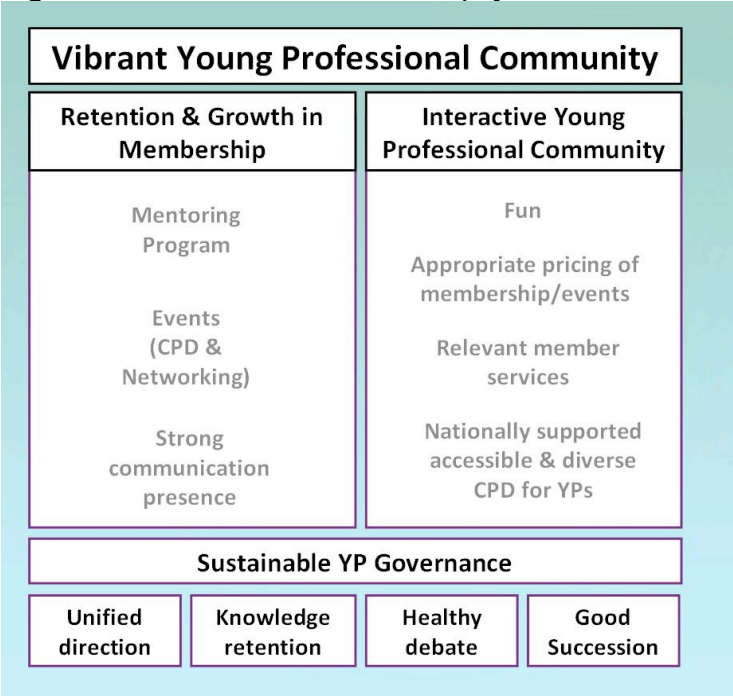 Vibrant Young Professional Community
Retention & Growth in
Membership
Mentoring
Program
Events
(CPD &
Networking)
Strong
communication
presence
Interactive Young
Professional Community
Fun
Appropriate pricing of
membership/events
Relevant member
services
Nationally supported
accessible & diverse
CPD for YPs
Sustainable YP Governance
Unified
direction
Knowledge
retention
Healthy
debate
Good
Succession